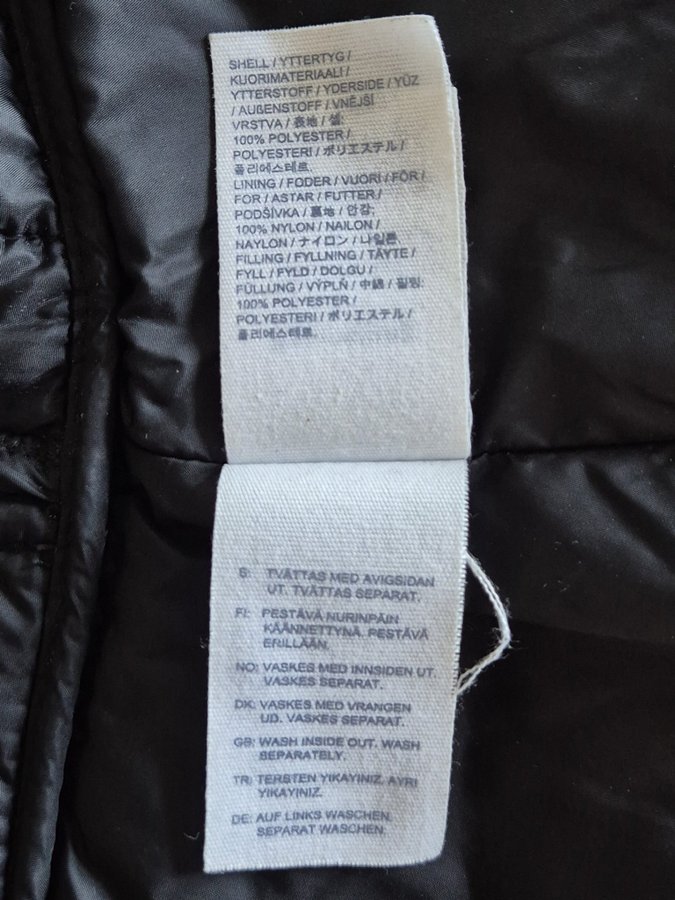 SHELL / YTTERTYG /
KUORIMATERIAALI /
YTTERSTOFF / YDERSIDE / YÜZ
/ AUßENSTOFF / VNĚJŠÍ
VRSTVA / 表地 / 쉘:
100% POLYESTER /
POLYESTERI / ポリエステル /
폴리에스테르.
LINING / FODER / VUORI / FÔR /
FOR / ASTAR / FUTTER /
PODŠÍVKA / 裏地 / 안감:
100% NYLON / NAILON /
NAYLON / ナイロン / 나일론
FILLING / FYLLNING / TÄYTE /
FYLL / FYLD / DOLGU /
FÜLLUNG / VÝPLŇ / 中綿 / 필링:
100% POLYESTER /
POLYESTERI / ポリエステル /
폴리에스테르.
S: TVÄTTAS MED AVIGSIDAN
UT. TVÄTTAS SEPARAT.
FI: PESTÄVÄ NURINPÄIN
KÄÄNNETTYNÄ. PESTÄVÄ
ERILLÄÄN.
NO: VASKES MED INNSIDEN UT.
VASKES SEPARAT.
DK: VASKES MED VRANGEN
UD. VASKES SEPARAT.
GB: WASH INSIDE OUT. WASH
SEPARATELY.
TR: TERSTEN YIKAYINIZ. AYRI
YIKAYINIZ.
DE: AUF LINKS WASCHEN.
SEPARAT WASCHEN.